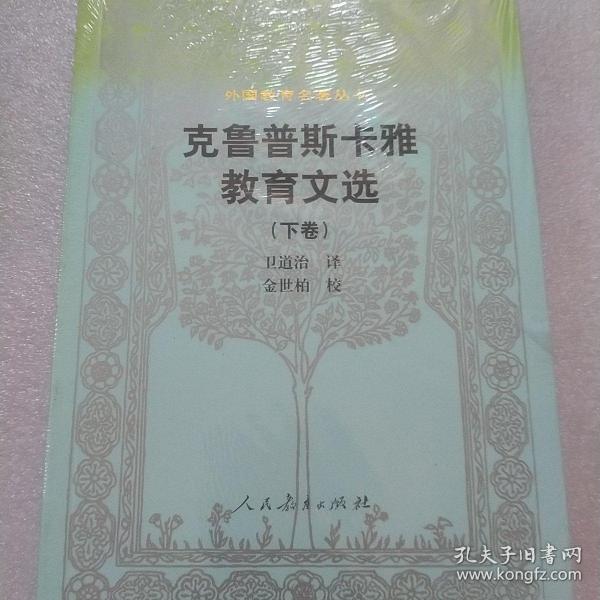 外国教育名著丛书
克鲁普斯卡雅
教育文选
(下卷)
卫道治 译
金世柏 校
人民教育出版社
孔夫子旧书网
www.kongfz.com